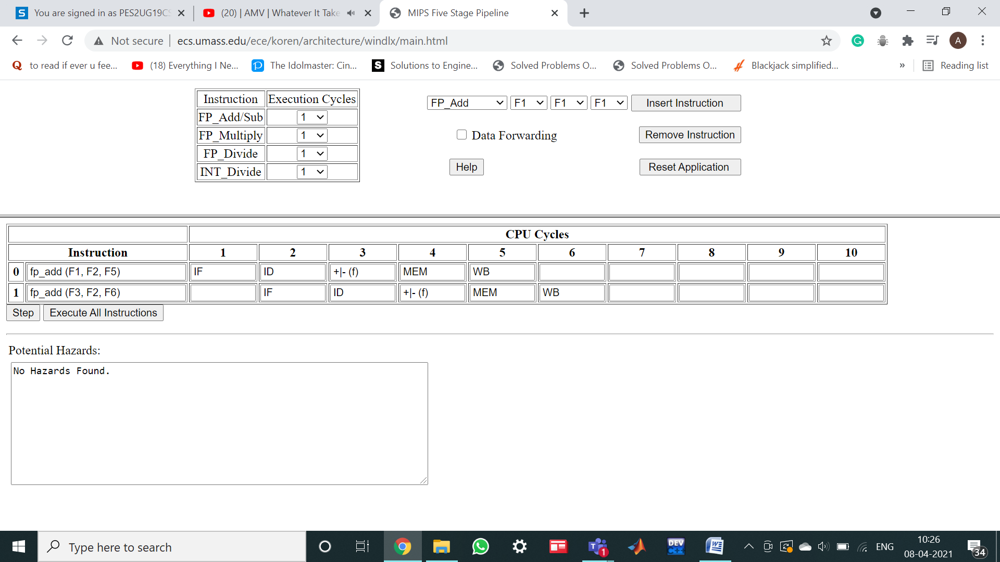 You are signed in as PES2UG19CS
(20) | AMV | Whatever It Take
MIPS Five Stage Pipeline
Not secure | ecs.umass.edu/ece/koren/architecture/windlx/main.html
A
to read if ever u fee...
(18) Everything I Ne...
The Idolmaster: Cin...
Solutions to Engine...
Solved Problems O...
Solved Problems O...
Blackjack simplified...
»
Reading list
Instruction Execution Cycles
FP_Add/Sub 1
FP_Multiply 1
FP_Divide 1
INT_Divide 1
FP_Add F1 F1 F1 Insert Instruction
Data Forwarding Remove Instruction
Help Reset Application
CPU Cycles
Instruction 1 2 3 4 5 6 7 8 9 10
0 fp_add (F1, F2, F5) IF ID +|- (f) MEM WB
1 fp_add (F3, F2, F6) IF ID +|- (f) MEM WB
Step Execute All Instructions
Potential Hazards:
No Hazards Found.
Type here to search
T 1
DEV C++
W
ENG
10:26
08-04-2021
34